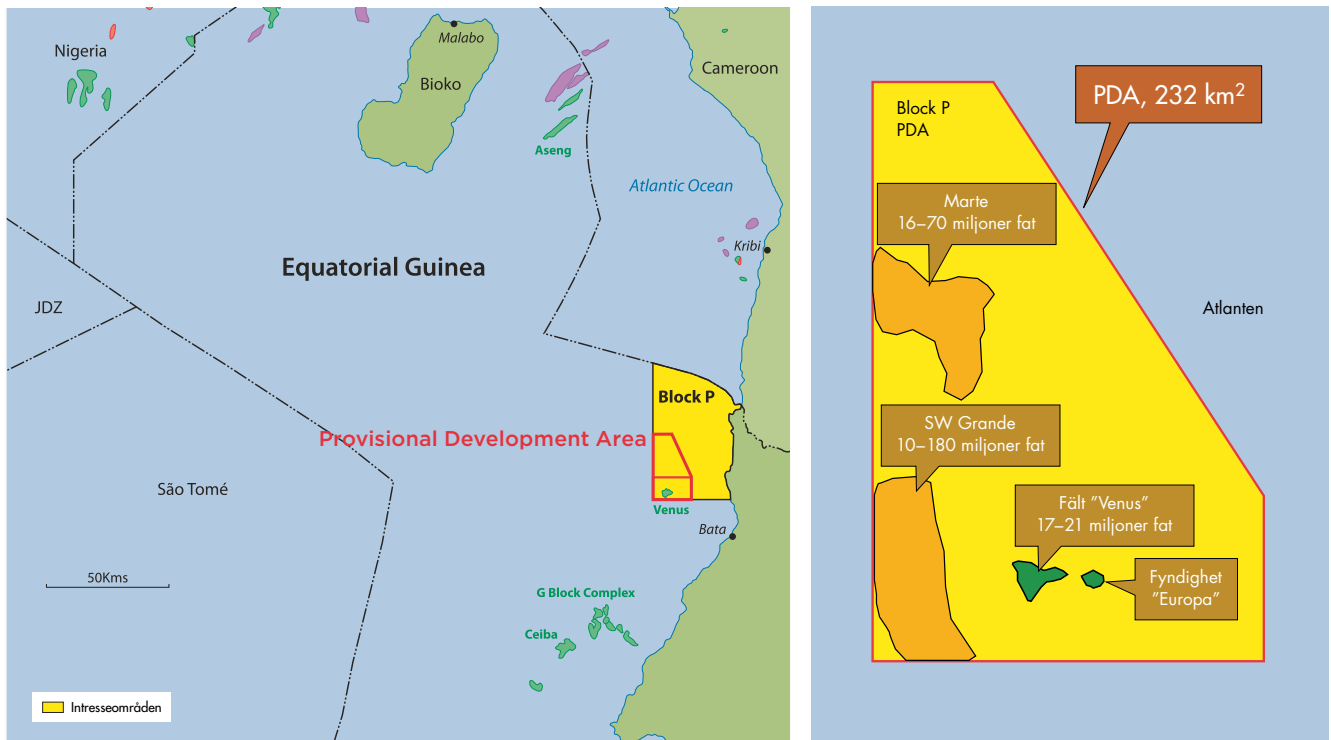 Nigeria
Malabo
Bioko
Cameroon
Aseng
Atlantic Ocean
Kribi
Equatorial Guinea
JDZ
Block P
Provisional Development Area
São Tomé
Venus
Bata
50Kms
G Block Complex
Ceiba
Intresseområden
PDA, 232 km²
Block P
PDA
Marte
16–70 miljoner fat
Atlanten
SW Grande
10–180 miljoner fat
Fält ”Venus”
17–21 miljoner fat
Fyndighet
”Europa”